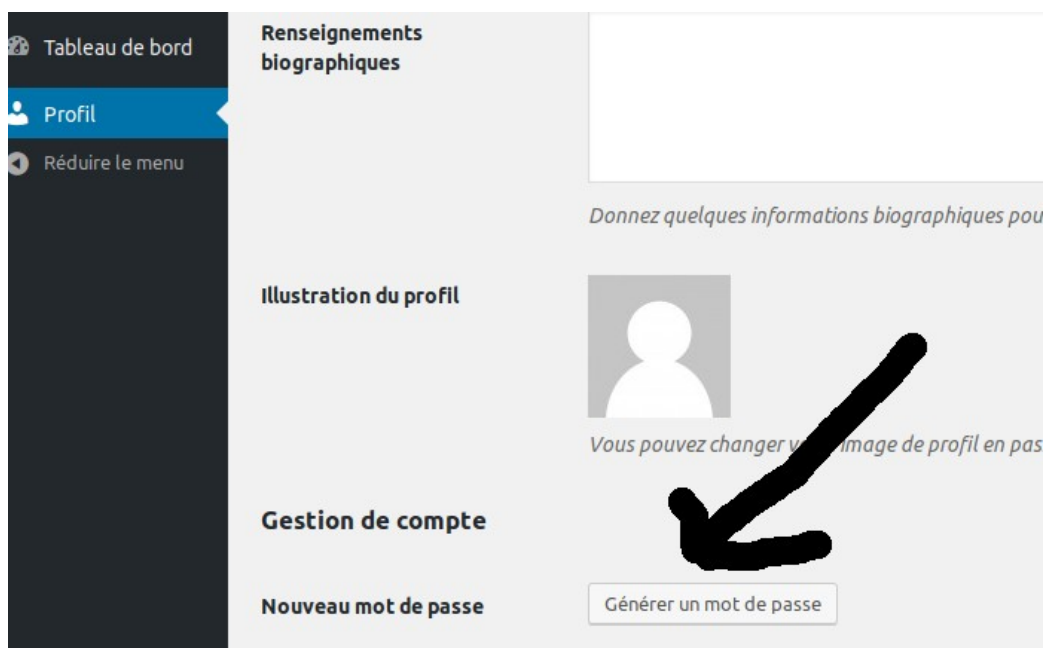 Tableau de bord
Profil
Réduire le menu
Renseignements
biographiques
Donnez quelques informations biographiques pou
Illustration du profil
Vous pouvez changer image de profil en pas
Gestion de compte
Nouveau mot de passe
Générer un mot de passe